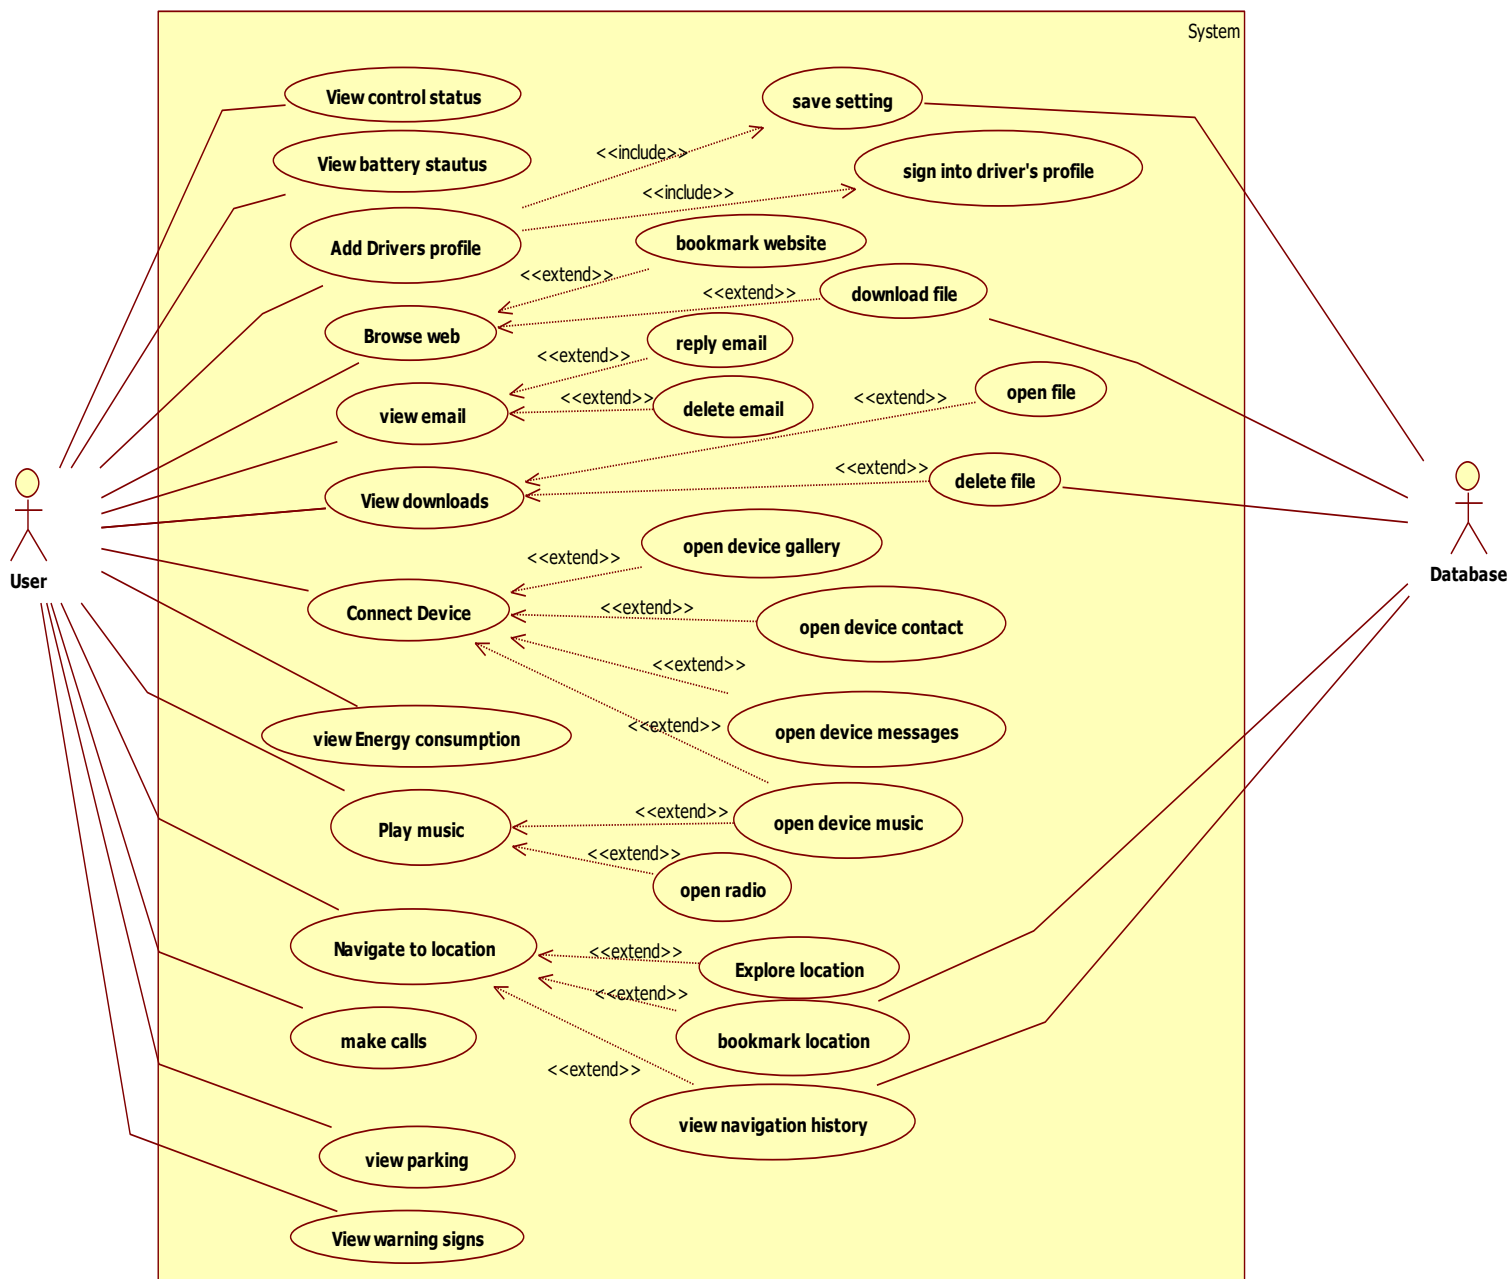 System
View control status
save setting
View battery stautus
<<include>>
sign into driver's profile
<<include>>
Add Drivers profile
bookmark website
<<extend>>
<<extend>>
download file
Browse web
reply email
<<extend>>
open file
<<extend>>
<<extend>>
view email
delete email
<<extend>>
delete file
View downloads
open device gallery
<<extend>>
User
Database
Connect Device
<<extend>>
open device contact
<<extend>>
<<extend>>
open device messages
view Energy consumption
<<extend>>
open device music
Play music
<<extend>>
open radio
Navigate to location
<<extend>>
Explore location
<<extend>>
make calls
bookmark location
<<extend>>
view navigation history
view parking
View warning signs